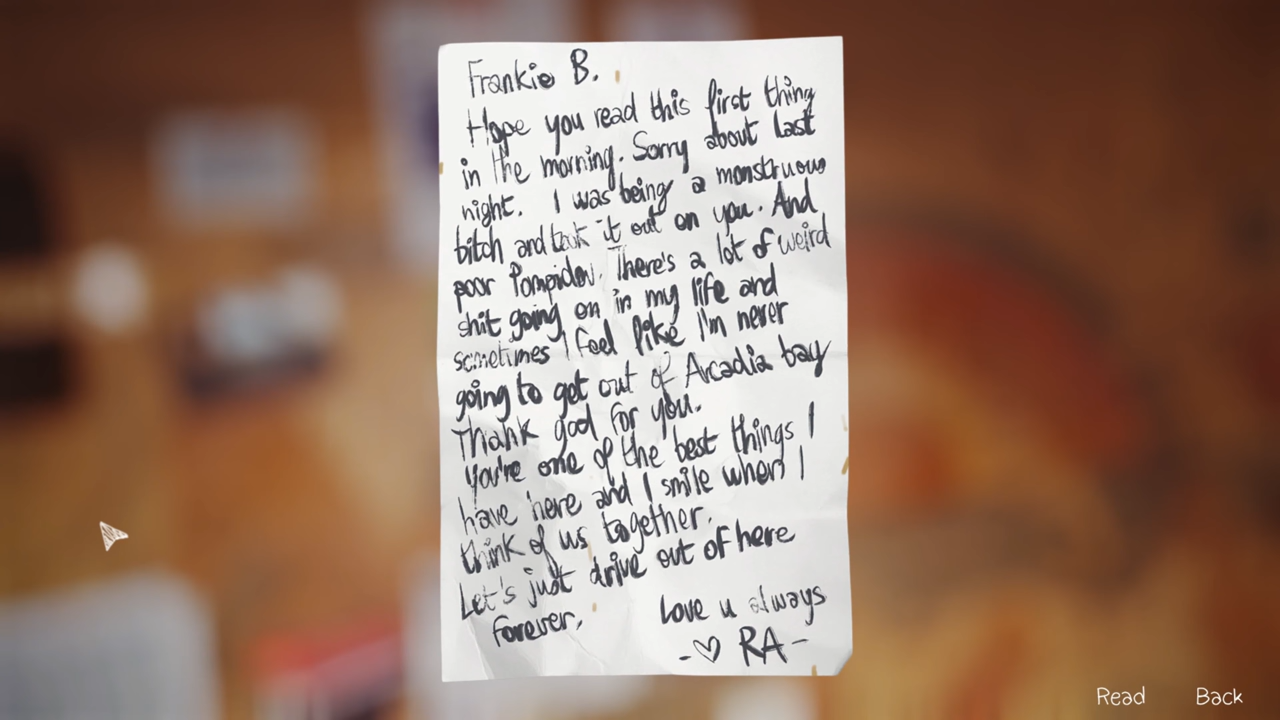 Frankie B.
Hope you read this first thing
in the morning. Sorry about last
night. I was being a monstruous
bitch and took it out on you. And
poor Pompidou. There's a lot of weird
shit going on in my life and
sometimes I feel like I'm never
going to get out of Arcadia bay
Thank god for you.
You're one of the best things I
have here and I smile when I
think of us together.
Let's just drive out of here
forever.
Love u always
-♡ RA-
Read
Back